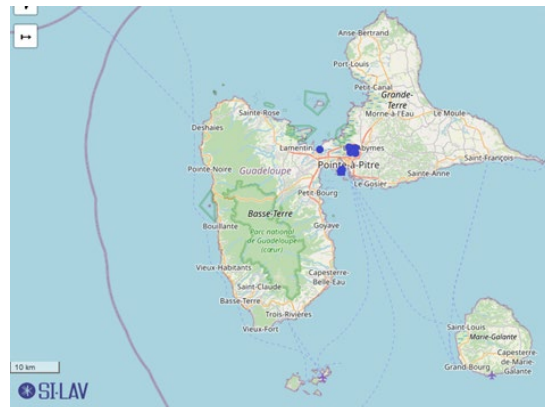 Anse-Bertrand
Port-Louis
Petit-Canal
Grande-
Terre
Morne-à-l'Eau
Le Moule
Sainte-Rose
Deshaies
Lamentin
Pointe-à-Pitre
Saint-François
Sainte-Anne
Le Gosier
Pointe-Noire
Guadeloupe
Petit-Bourg
Basse-Terre
Parc national
de Guadeloupe
(cœur)
Goyave
Bouillante
Vieux-Habitants
Capesterre-
Belle-Eau
Saint-Claude
Basse-Terre
Trois-Rivières
Vieux-Fort
Saint-Louis
Marie-Galante
Capesterre-
de-Marie-
Galante
Grand-Bourg
10 km
SI-LAV